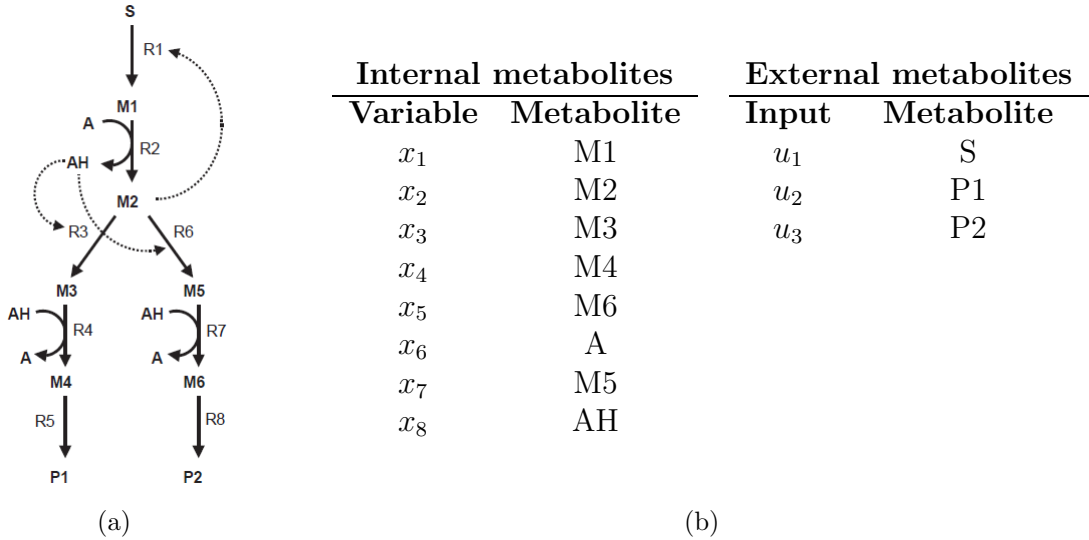 S
R1
M1
A
R2
AH
M2
R3
R6
M3
M5
AH
AH
R4
R7
A
A
M4
M6
R5
R8
P1
P2
(a)
Internal metabolites
Variable Metabolite
x1 M1
x2 M2
x3 M3
x4 M4
x5 M6
x6 A
x7 M5
x8 AH
External metabolites
Input Metabolite
u1 S
u2 P1
u3 P2
(b)